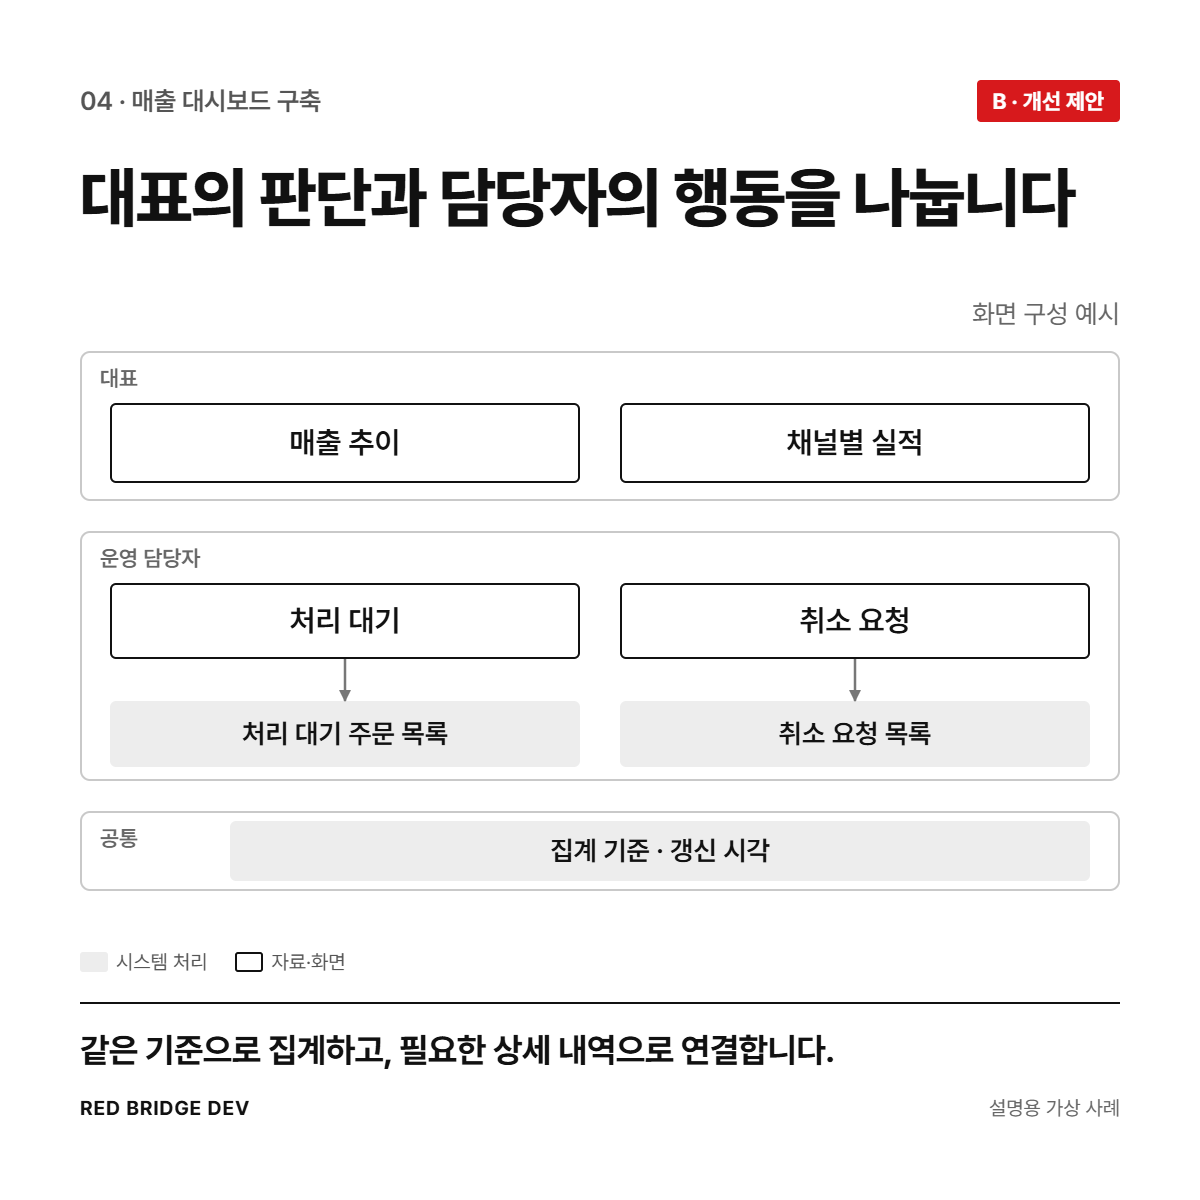 04 · 매출 대시보드 구축
B · 개선 제안
대표의 판단과 담당자의 행동을 나눕니다
화면 구성 예시
대표
매출 추이
채널별 실적
운영 담당자
처리 대기
취소 요청
처리 대기 주문 목록
취소 요청 목록
공통
집계 기준 · 갱신 시각
시스템 처리
자료·화면
같은 기준으로 집계하고, 필요한 상세 내역으로 연결합니다.
RED BRIDGE DEV
설명용 가상 사례